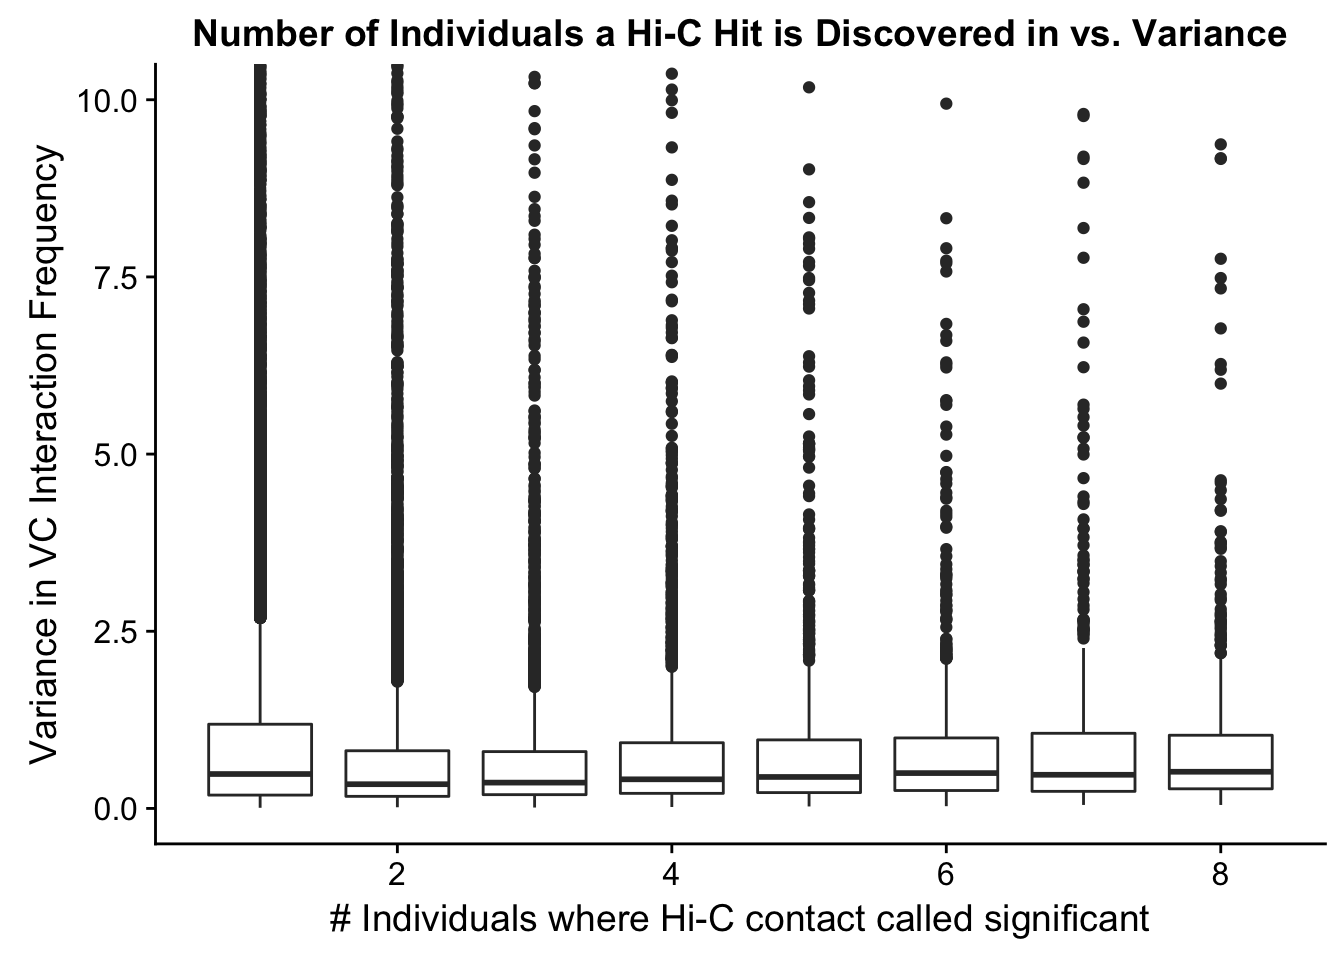 Number of Individuals a Hi-C Hit is Discovered in vs. Variance
Variance in VC Interaction Frequency
10.0
7.5
5.0
2.5
0.0
2 4 6 8
# Individuals where Hi-C contact called significant